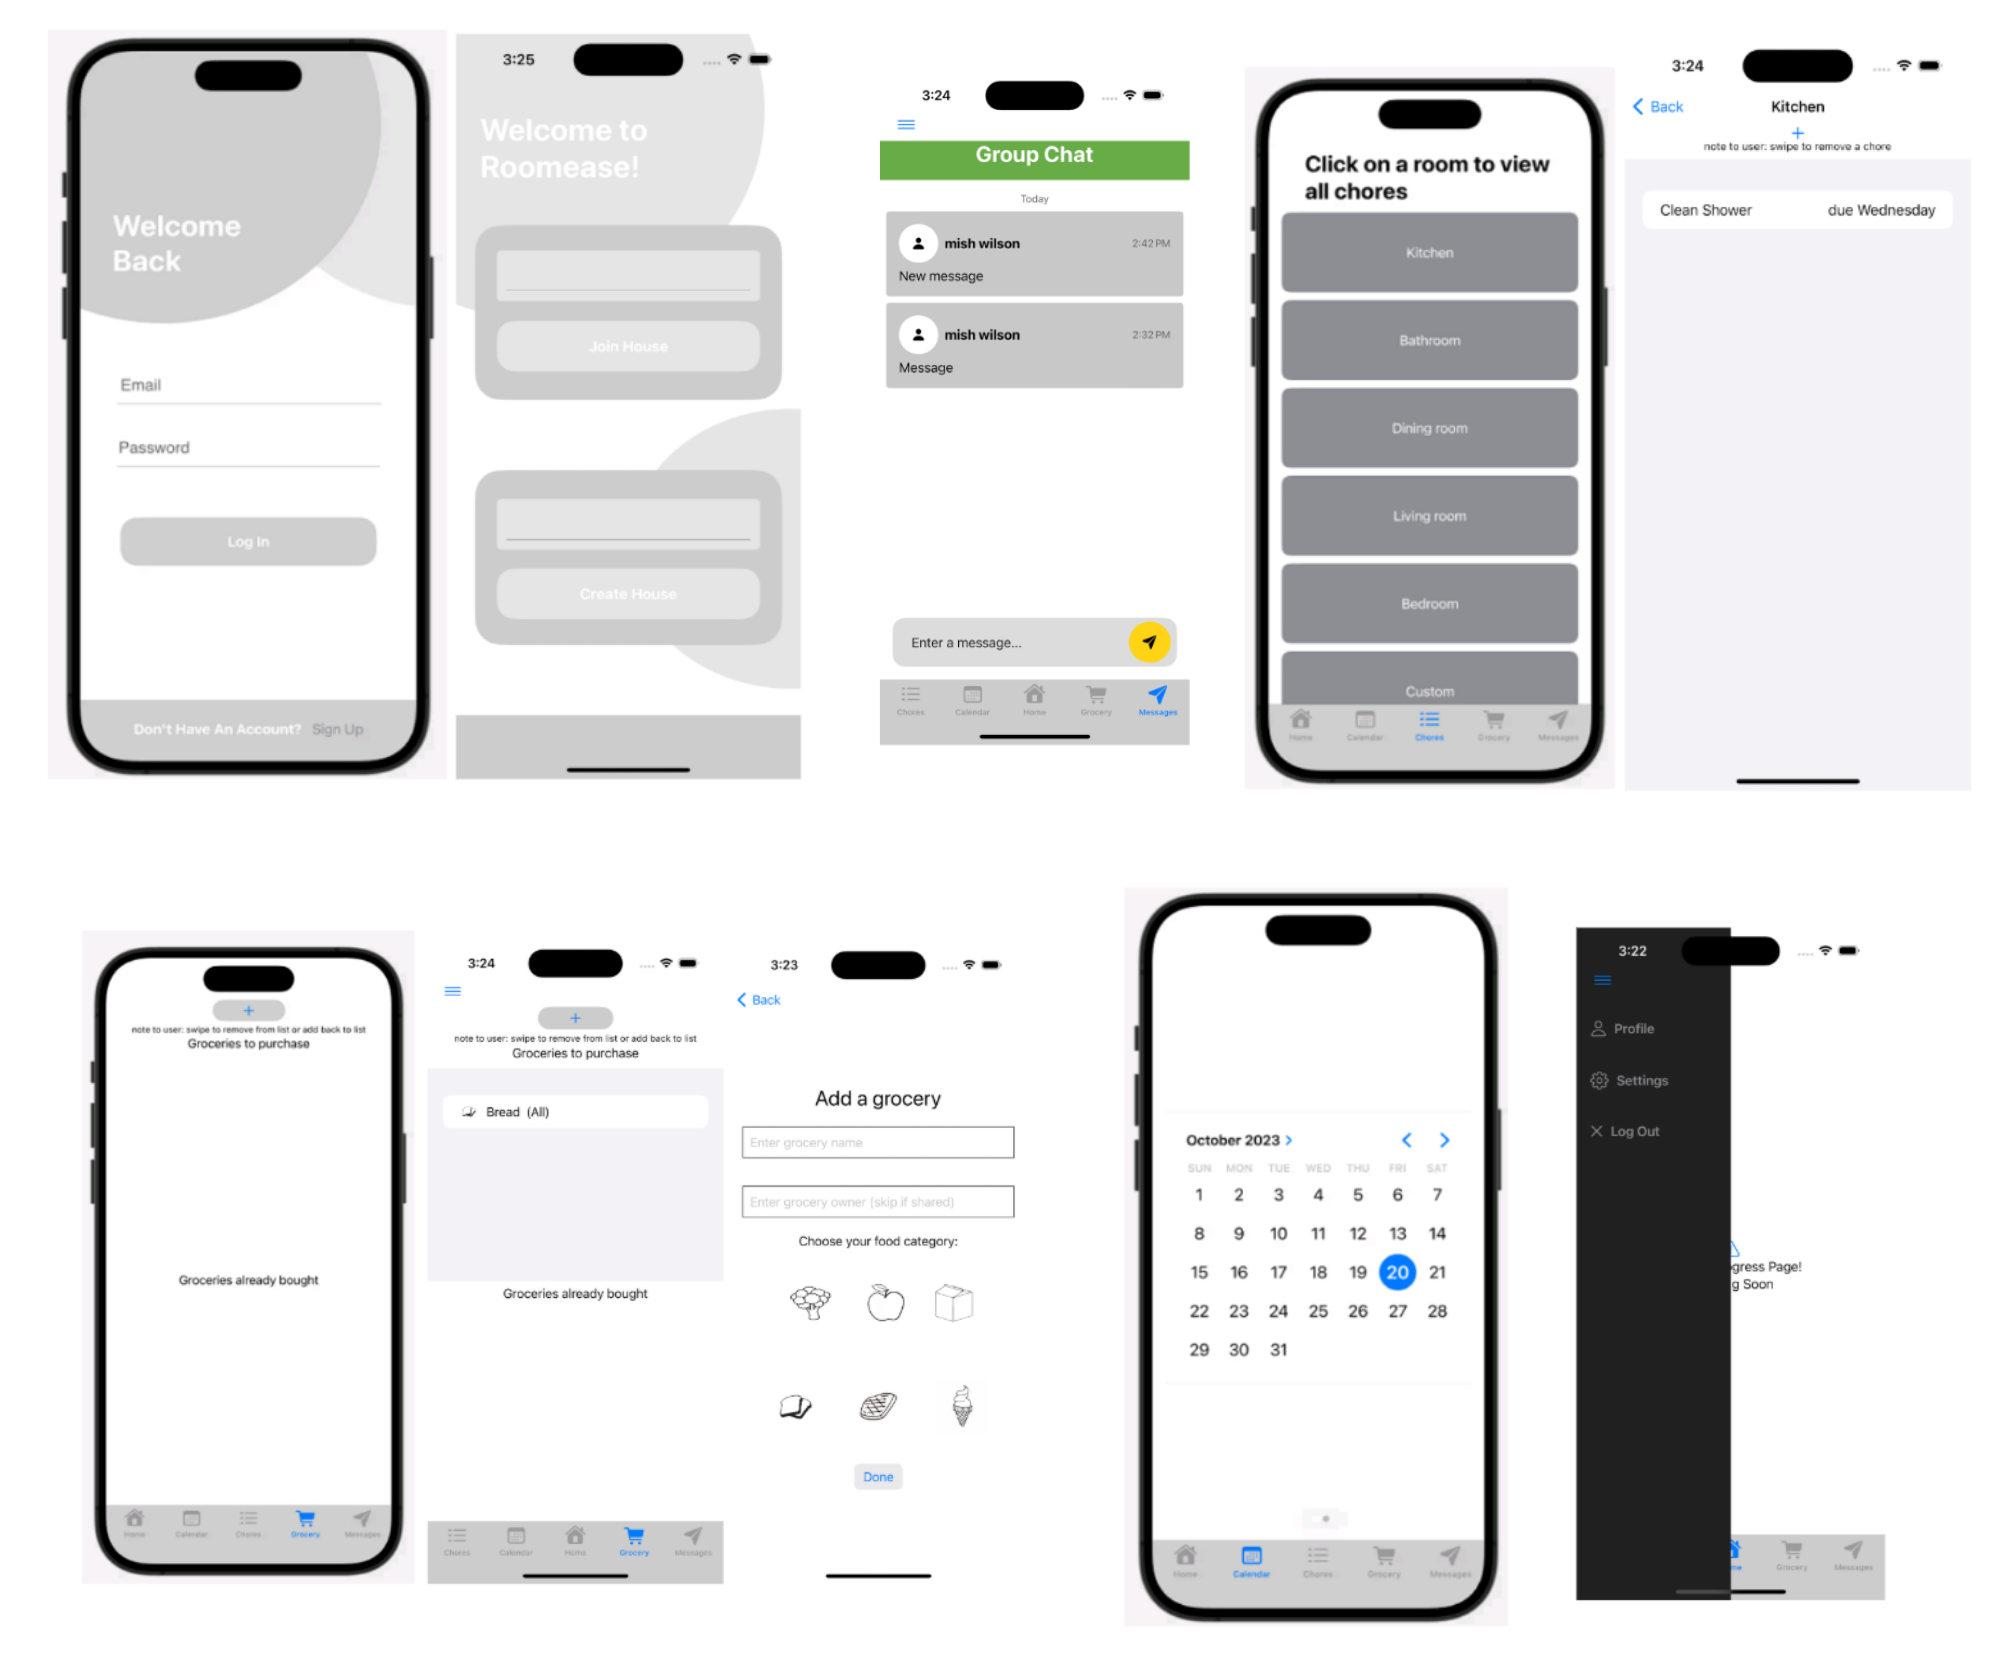 Welcome
Back
Email
Password
Log In
Don't Have An Account? Sign Up
3:25
Welcome to
Roomease!
Join House
Create House
3:24
Group Chat
Today
mish wilson 2:42 PM
New message
mish wilson 2:32 PM
Message
Enter a message...
Chores Calendar Home Grocery Messages
Click on a room to view
all chores
Kitchen
Bathroom
Dining room
Living room
Bedroom
Custom
Home Calendar Chores Grocery Messages
3:24
Back Kitchen
+
note to user: swipe to remove a chore
Clean Shower due Wednesday
+
note to user: swipe to remove from list or add back to list
Groceries to purchase
Groceries already bought
Home Calendar Chores Grocery Messages
3:24
+
note to user: swipe to remove from list or add back to list
Groceries to purchase
Bread (All)
Groceries already bought
Chores Calendar Home Grocery Messages
3:23
Back
Add a grocery
Enter grocery name
Enter grocery owner (skip if shared)
Choose your food category:
Done
October 2023
SUN MON TUE WED THU FRI SAT
1 2 3 4 5 6 7
8 9 10 11 12 13 14
15 16 17 18 19 20 21
22 23 24 25 26 27 28
29 30 31
Home Calendar Chores Grocery Messages
3:22
Profile
Settings
Log Out
gress Page!
g Soon
me Grocery Messages